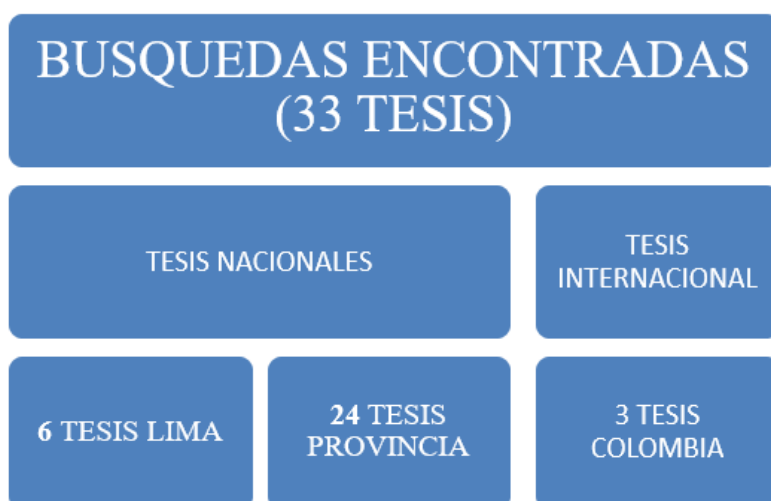 BUSQUEDAS ENCONTRADAS
(33 TESIS)
TESIS NACIONALES
TESIS
INTERNACIONAL
6 TESIS LIMA
24 TESIS
PROVINCIA
3 TESIS
COLOMBIA